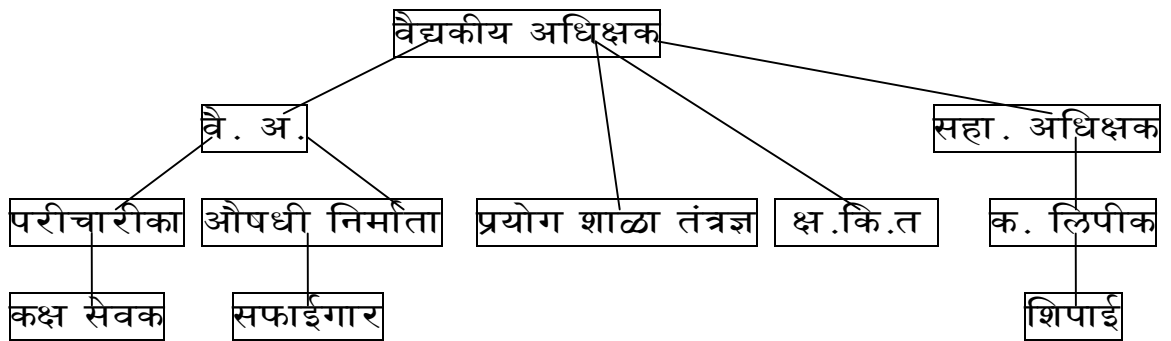 वैद्यकीय अधिक्षक
वै. अ.
सहा. अधिक्षक
परीचारीका
औषधी निर्माता
प्रयोग शाळा तंत्रज्ञ
क्ष.कि.त
क. लिपीक
कक्ष सेवक
सफाईगार
शिपाई